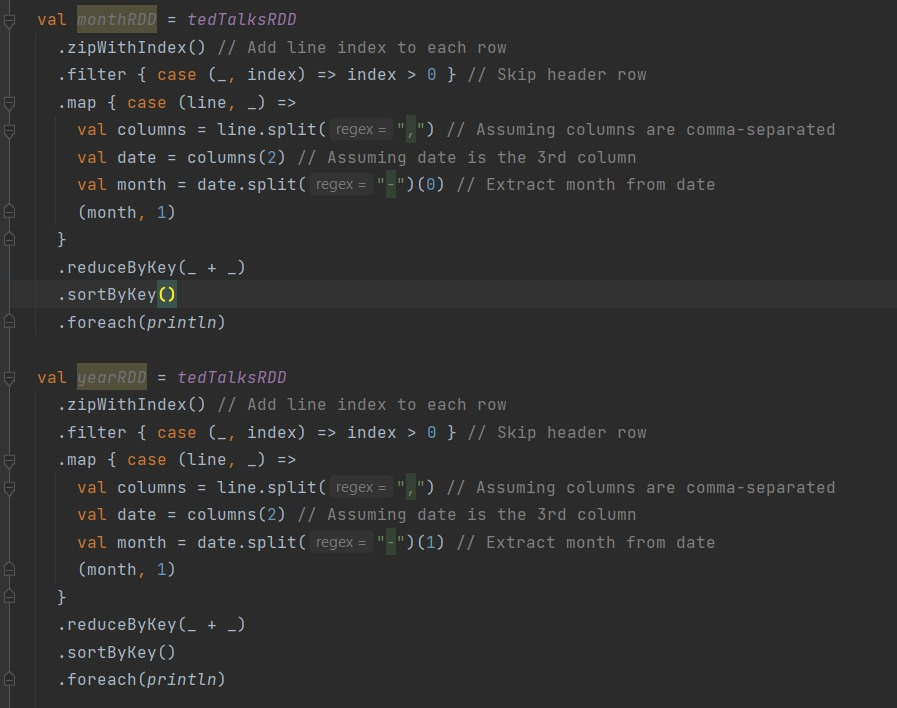 val monthRDD = tedTalksRDD
.zipWithIndex() // Add line index to each row
.filter { case (_, index) => index > 0 } // Skip header row
.map { case (line, _) =>
val columns = line.split( regex = ",") // Assuming columns are comma-separated
val date = columns(2) // Assuming date is the 3rd column
val month = date.split( regex = "-")(0) // Extract month from date
(month, 1)
}
.reduceByKey(_ + _)
.sortByKey()
.foreach(println)
val yearRDD = tedTalksRDD
.zipWithIndex() // Add line index to each row
.filter { case (_, index) => index > 0 } // Skip header row
.map { case (line, _) =>
val columns = line.split( regex = ",") // Assuming columns are comma-separated
val date = columns(2) // Assuming date is the 3rd column
val month = date.split( regex = "-")(1) // Extract month from date
(month, 1)
}
.reduceByKey(_ + _)
.sortByKey()
.foreach(println)